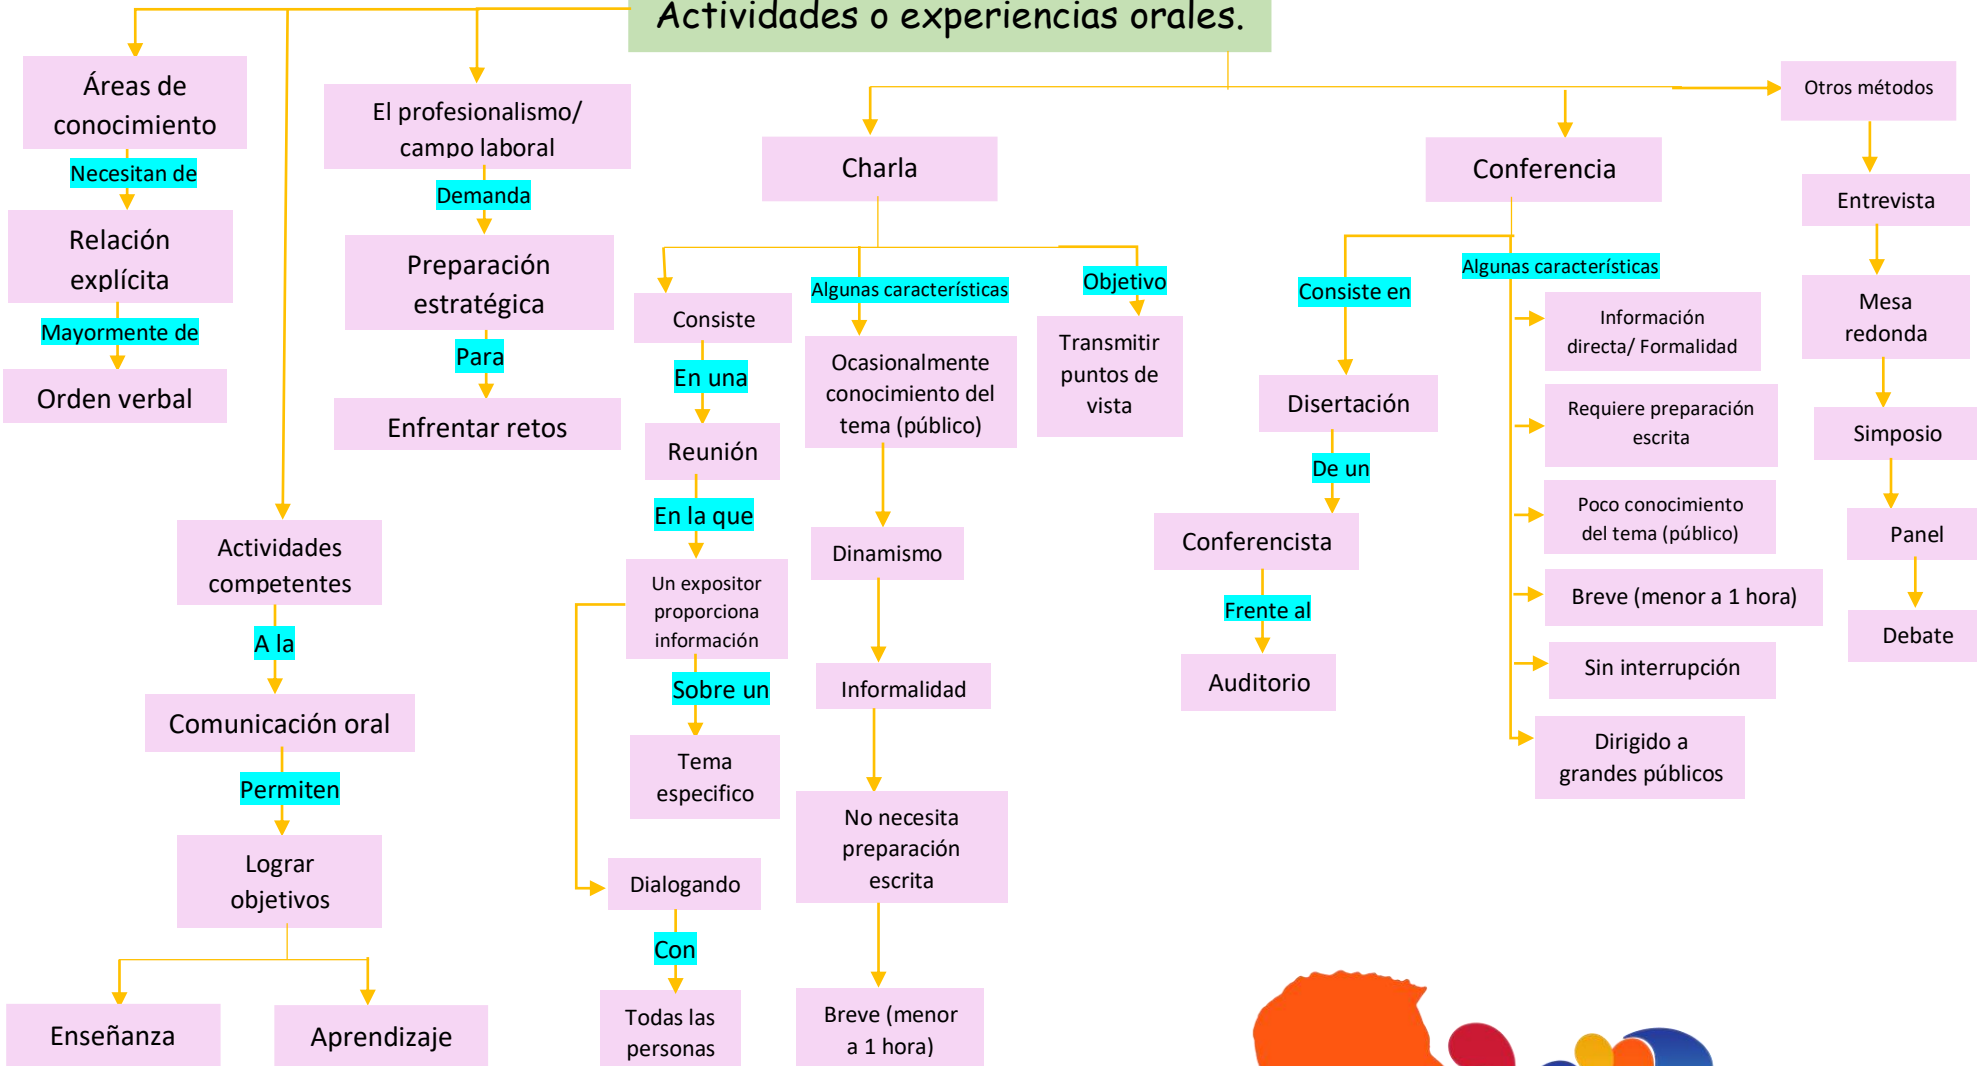 Actividades o experiencias orales.
Áreas de
conocimiento
Necesitan de
Relación
explícita
Mayormente de
Orden verbal
El profesionalismo/
campo laboral
Demanda
Preparación
estratégica
Para
Enfrentar retos
Actividades
competentes
A la
Comunicación oral
Permiten
Lograr
objetivos
Enseñanza
Aprendizaje
Charla
Consiste
En una
Reunión
En la que
Un expositor
proporciona
información
Sobre un
Tema
especifico
Dialogando
Con
Todas las
personas
Algunas características
Ocasionalmente
conocimiento del
tema (público)
Dinamismo
Informalidad
No necesita
preparación
escrita
Breve (menor
a 1 hora)
Objetivo
Transmitir
puntos de
vista
Conferencia
Consiste en
Disertación
De un
Conferencista
Frente al
Auditorio
Algunas características
Información
directa/ Formalidad
Requiere preparación
escrita
Poco conocimiento
del tema (público)
Breve (menor a 1 hora)
Sin interrupción
Dirigido a
grandes públicos
Otros métodos
Entrevista
Mesa
redonda
Simposio
Panel
Debate